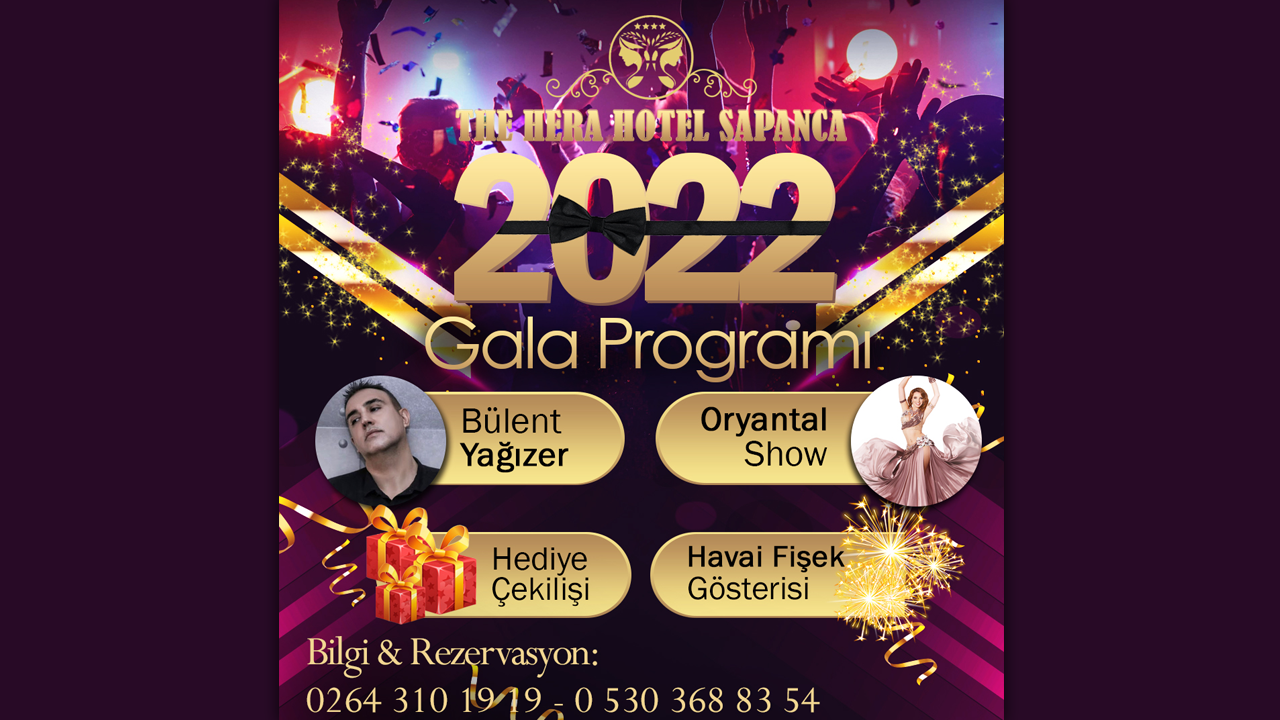 THE HERA HOTEL SAPANCA
2022
Gala Programı
Bülent
Yağızer
Oryantal
Show
Hediye
Çekilişi
Havai Fişek
Gösterisi
Bilgi & Rezervasyon:
0264 310 19 19 - 0 530 368 83 54